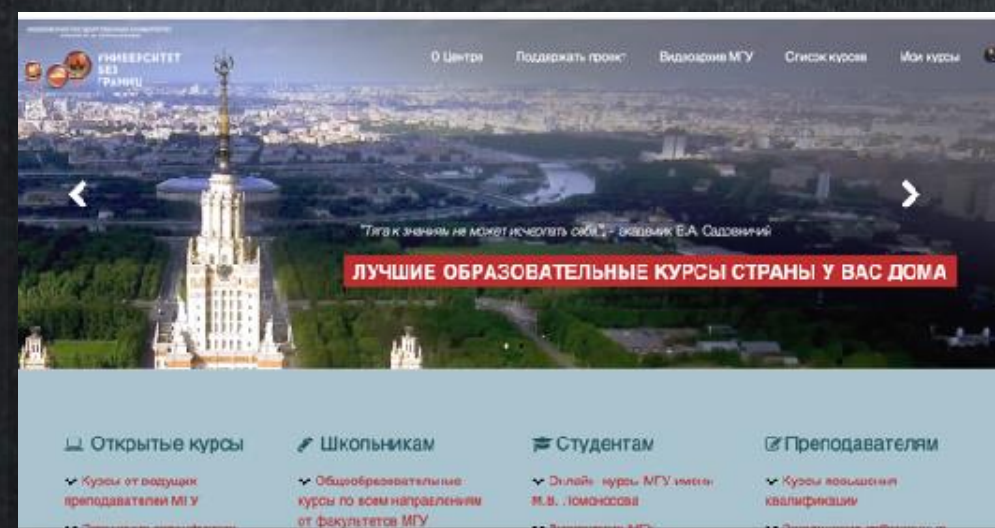 УНИВЕРСИТЕТ
БЕЗ
ГРАНИЦ
О Центре Поддержать проект Видеоархив МГУ Список курсов Мои курсы
"Тяга к знаниям не может исчерпать себя", - академик В.А. Садовничий
ЛУЧШИЕ ОБРАЗОВАТЕЛЬНЫЕ КУРСЫ СТРАНЫ У ВАС ДОМА
Открытые курсы
Курсы от ведущих
преподавателей МГУ
Школьникам
Общеобразовательные
курсы по всем направлениям
от факультетов МГУ
Студентам
Онлайн курсы МГУ имени
М.В. Ломоносова
Преподавателям
Курсы повышения
квалификации